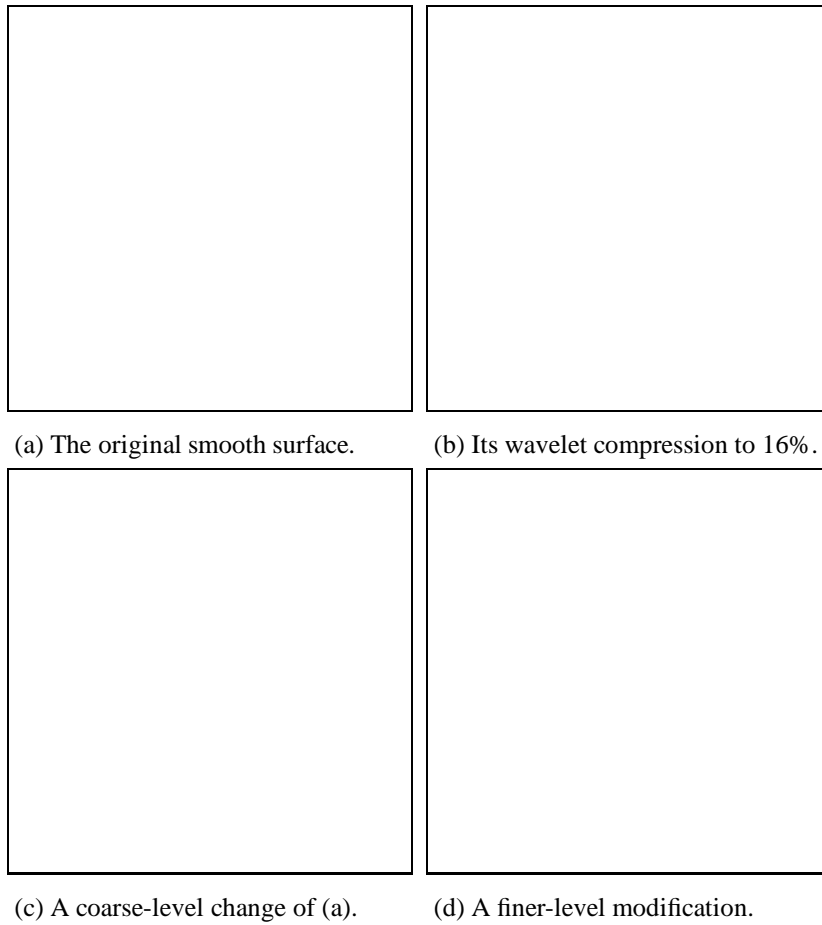 (a) The original smooth surface.
(b) Its wavelet compression to 16%.
(c) A coarse-level change of (a).
(d) A finer-level modification.